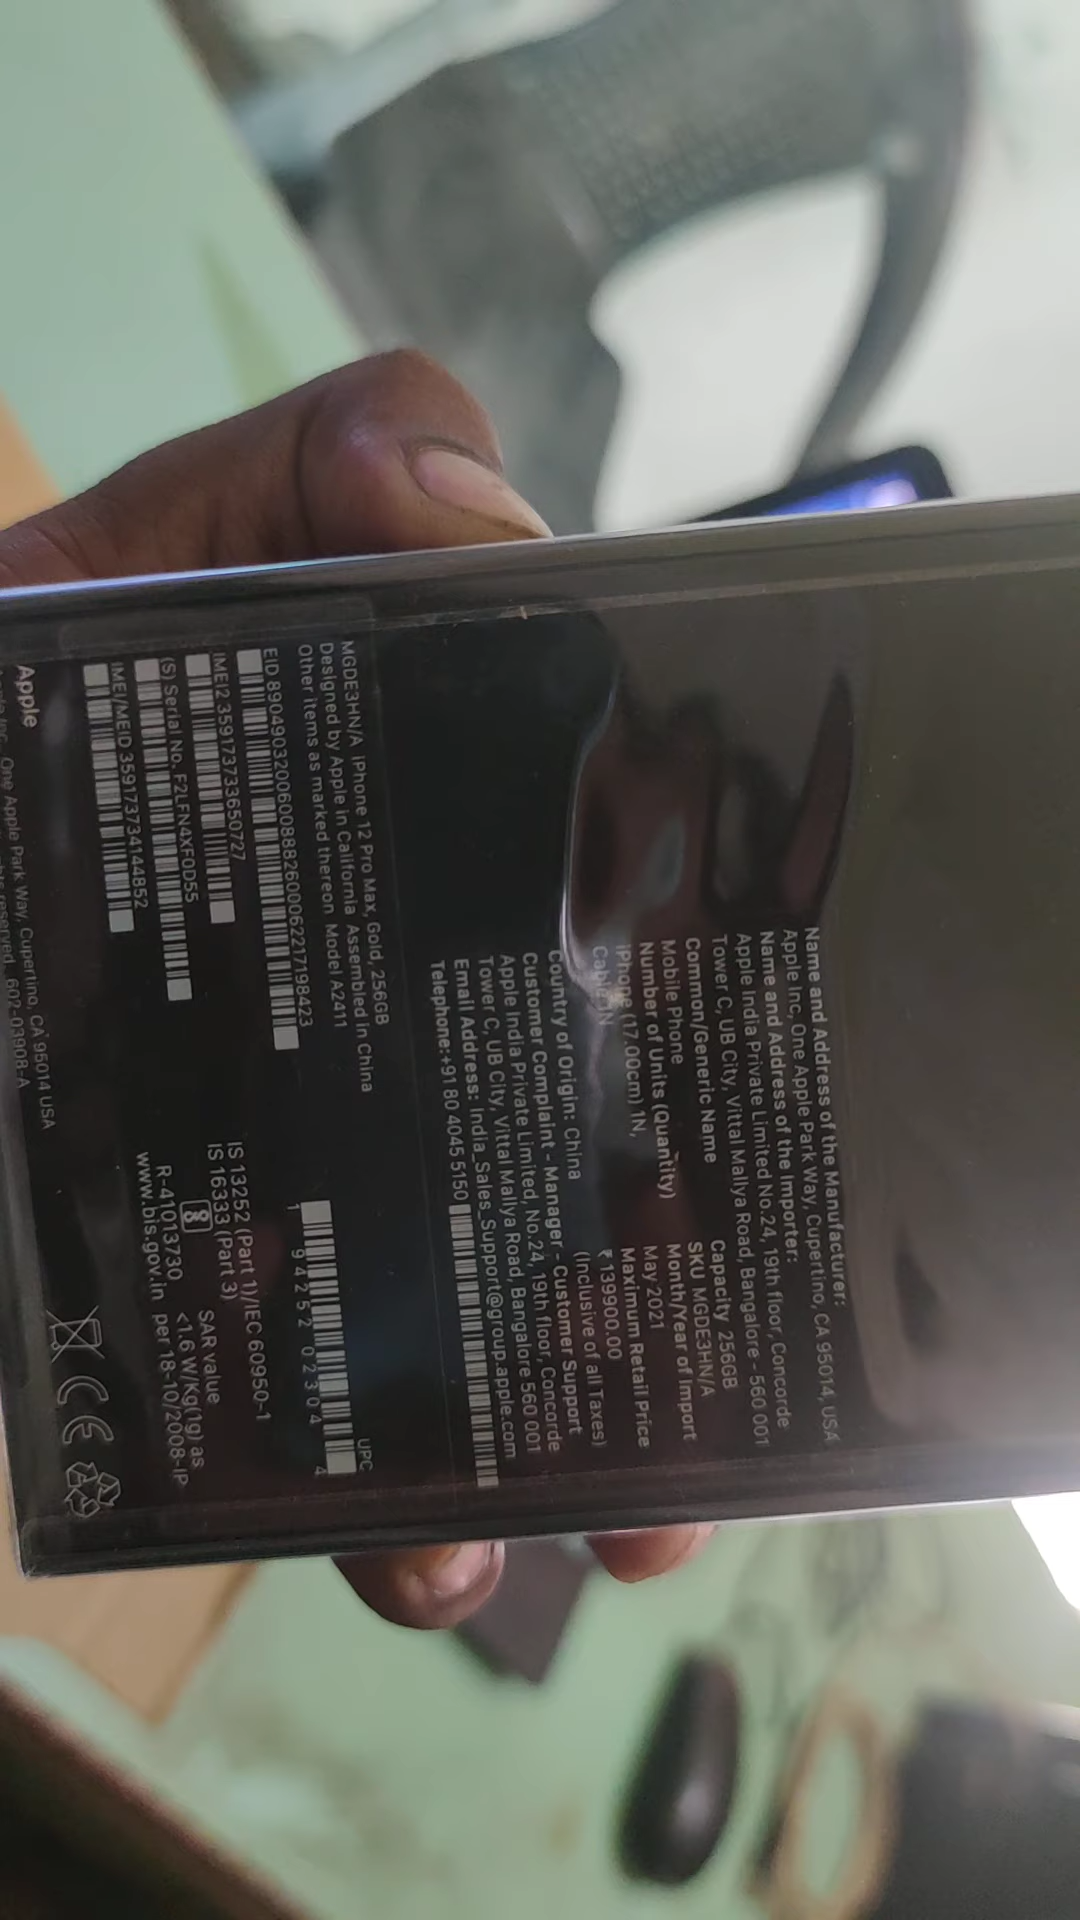 Name and Address of the Manufacture:
Apple Inc, One Apple Park Way, Cupertino, CA 95014, USA
Name and Address of the Importer:
Apple India Private Limited No.24, 19th floor, Concorde
Tower C, UB City, Vittal Mallya Road, Bangalore - 560 001
Common/Generic Name
Mobile Phone
Number of Units (Quantity)
iPhone (17.00cm) 1N,
Cable 1N
Capacity 256GB
SKU MGDE3HN/A
Month/Year of Import
May 2021
Maximum Retail Price
₹139900.00
(Inclusive of all Taxes)
Country of Origin: China
Customer Complaint - Manager - Customer Support
Apple India Private Limited, No.24, 19th floor, Concorde
Tower C, UB City, Vittal Mallya Road, Bangalore 560 001
Email Address: India_Sales_Support@group.apple.com
Telephone:+91 80 4045 5150
MGDE3HN/A iPhone 12 Pro Max, Gold, 256GB
Designed by Apple in California Assembled in China
Other items as marked thereon Model A2411
EID 89049032006008882600062217198423
IMEI2 359173733650727
(S) Serial No. F2LFN4XF0D55
IMEI/MEID 359173734144852
UPC
1 94252 02304 4
IS 13252 (Part 1)/IEC 60950-1
IS 16333 (Part 3)
R-41013730
www.bis.gov.in
SAR value
<1.6 W/Kg(1g) as
per 18-10/2008-IP
CE
Apple
One Apple Park Way, Cupertino, CA 95014 USA
reserved. 602-03908-A